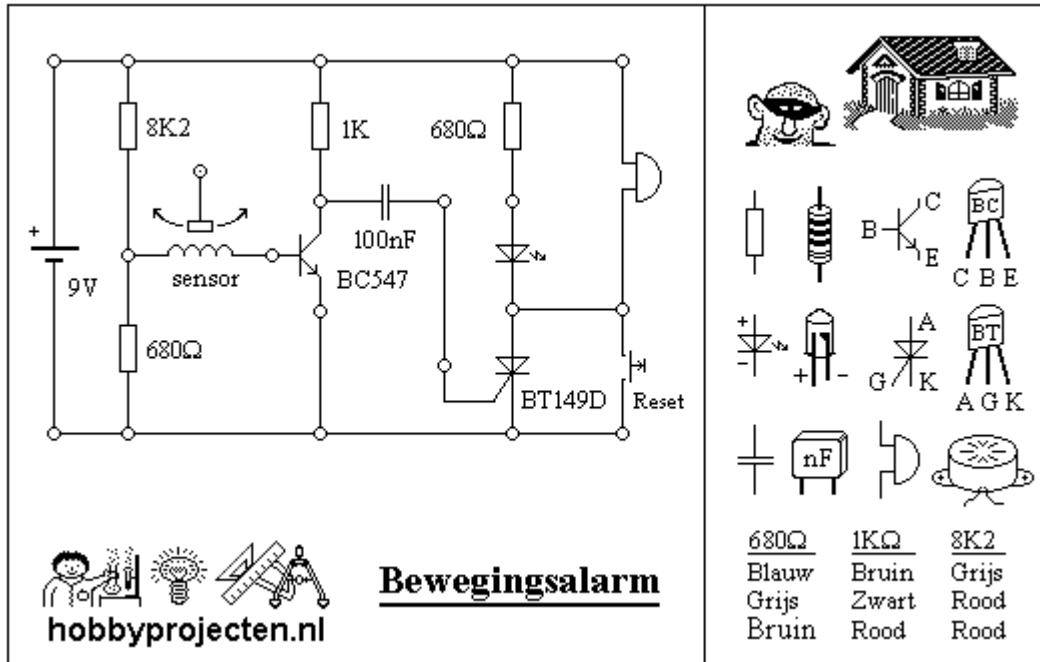 8K2
1K
680Ω
+
9V
sensor
100nF
BC547
680Ω
BT149D
Reset
hobbyprojecten.nl
Bewegingsalarm
B
C
E
BC
C B E
+
-
+ -
A
G
K
BT
A G K
nF
680Ω 1KΩ 8K2
Blauw Bruin Grijs
Grijs Zwart Rood
Bruin Rood Rood